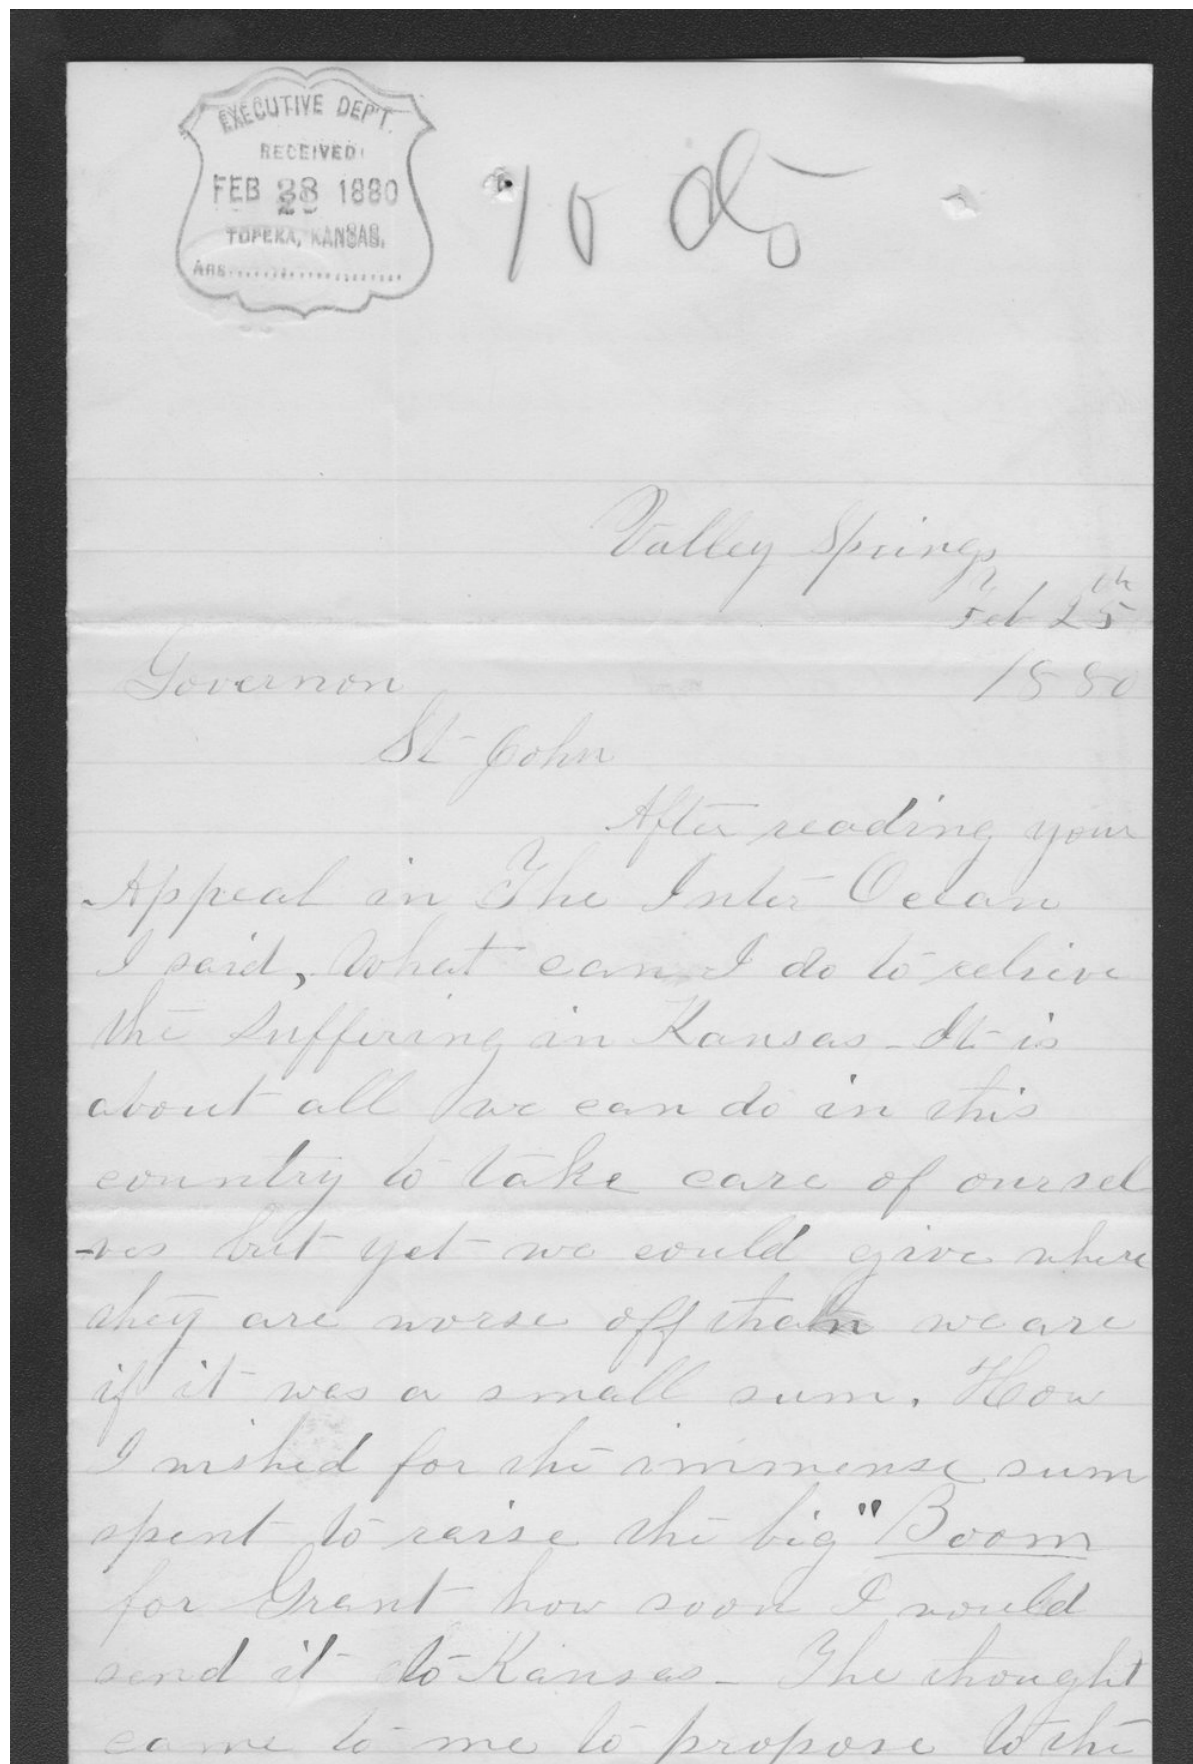 EXECUTIVE DEP'T.
RECEIVED
FEB 28 1880
TOPEKA, KANSAS.
ANS
Valley Springs
Feb 25th
1880
Governor
St John
After reading your
Appeal in The Inter Ocean
I said, What can I do to relieve
the suffering in Kansas - It is
about all we can do in this
country to take care of oursel
-ves but yet we could give where
they are worse off than we are
if it was a small sum. How
I wished for the immense sum
spent to raise the big "Boom
for Grant how soon I would
send it to Kansas - The thought
came to me to propose to the